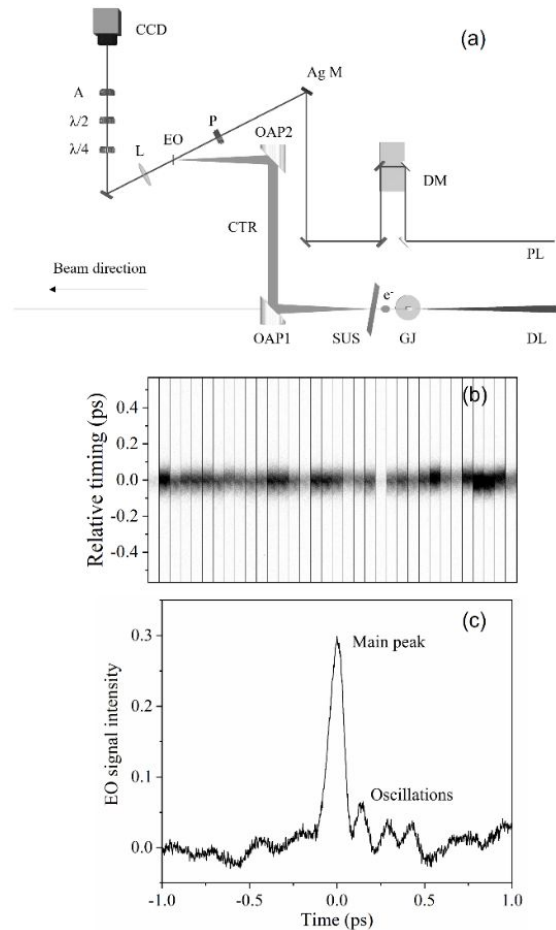 (a)
CCD
A
λ/2
λ/4
L
EO
P
Ag M
OAP2
DM
CTR
PL
Beam direction
e-
OAP1
SUS
GJ
DL
(b)
Relative timing (ps)
0.4
0.2
0.0
-0.2
-0.4
(c)
EO signal intensity
0.3
0.2
0.1
0.0
Main peak
Oscillations
-1.0 -0.5 0.0 0.5 1.0
Time (ps)